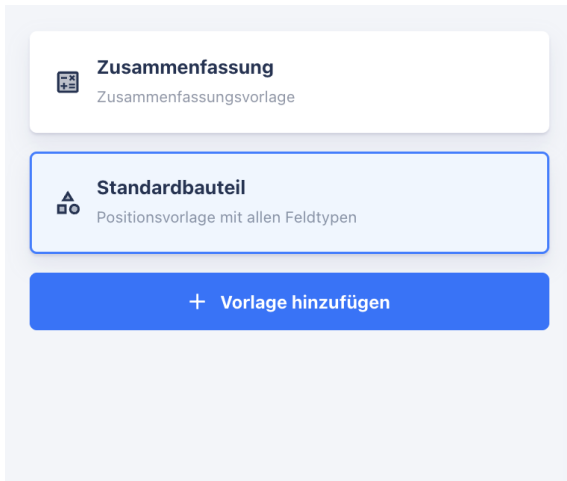 Zusammenfassung
Zusammenfassungsvorlage
Standardbauteil
Positionsvorlage mit allen Feldtypen
Vorlage hinzufügen